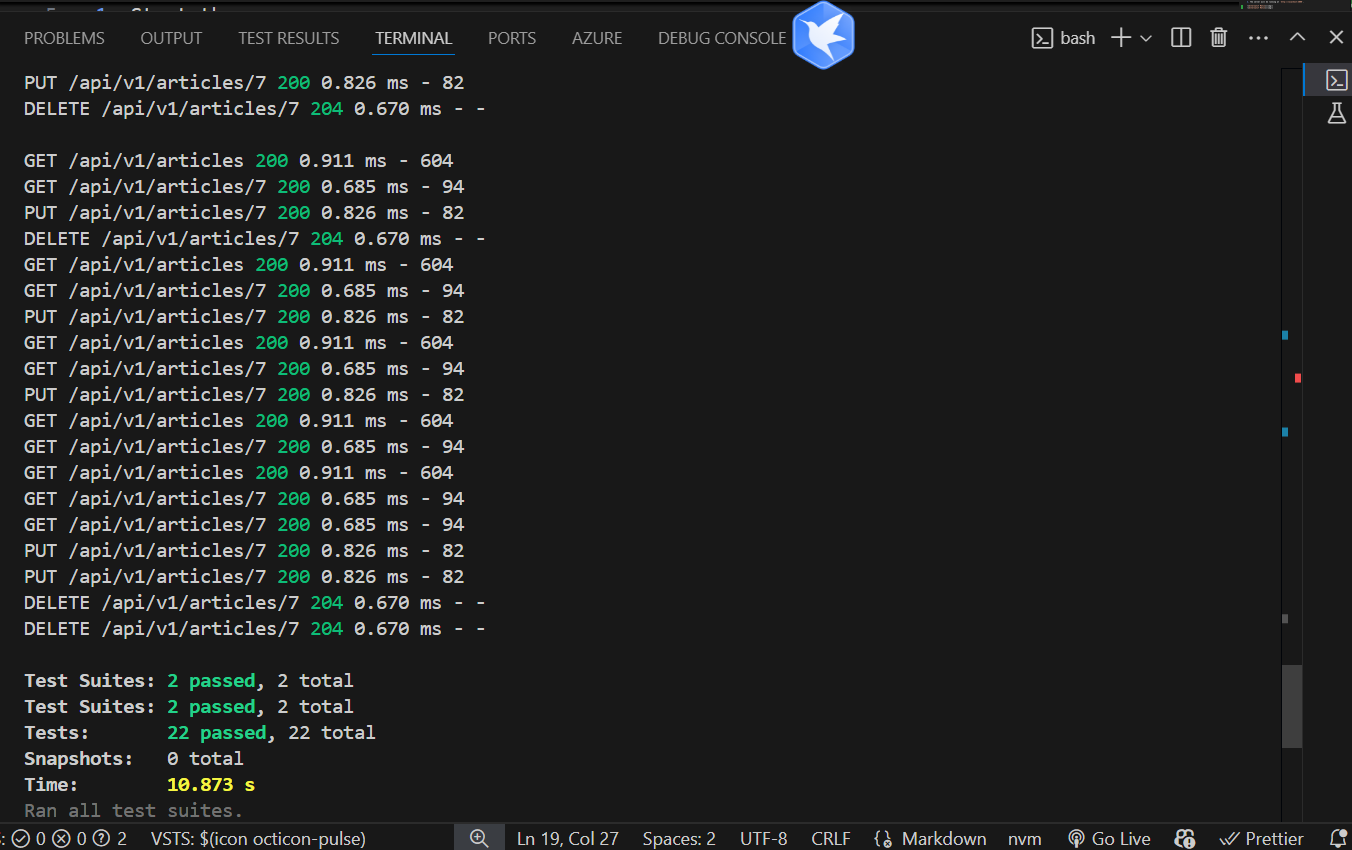 PROBLEMS OUTPUT TEST RESULTS TERMINAL PORTS AZURE DEBUG CONSOLE bash
PUT /api/v1/articles/7 200 0.826 ms - 82
DELETE /api/v1/articles/7 204 0.670 ms - -
GET /api/v1/articles 200 0.911 ms - 604
GET /api/v1/articles/7 200 0.685 ms - 94
PUT /api/v1/articles/7 200 0.826 ms - 82
DELETE /api/v1/articles/7 204 0.670 ms - -
GET /api/v1/articles 200 0.911 ms - 604
GET /api/v1/articles/7 200 0.685 ms - 94
PUT /api/v1/articles/7 200 0.826 ms - 82
GET /api/v1/articles 200 0.911 ms - 604
GET /api/v1/articles/7 200 0.685 ms - 94
PUT /api/v1/articles/7 200 0.826 ms - 82
GET /api/v1/articles 200 0.911 ms - 604
GET /api/v1/articles/7 200 0.685 ms - 94
GET /api/v1/articles 200 0.911 ms - 604
GET /api/v1/articles/7 200 0.685 ms - 94
GET /api/v1/articles/7 200 0.685 ms - 94
PUT /api/v1/articles/7 200 0.826 ms - 82
PUT /api/v1/articles/7 200 0.826 ms - 82
DELETE /api/v1/articles/7 204 0.670 ms - -
DELETE /api/v1/articles/7 204 0.670 ms - -
Test Suites: 2 passed, 2 total
Test Suites: 2 passed, 2 total
Tests: 22 passed, 22 total
Snapshots: 0 total
Time: 10.873 s
Ran all test suites.
0 0 2 VSTS: $(icon octicon-pulse) Ln 19, Col 27 Spaces: 2 UTF-8 CRLF Markdown nvm Go Live Prettier